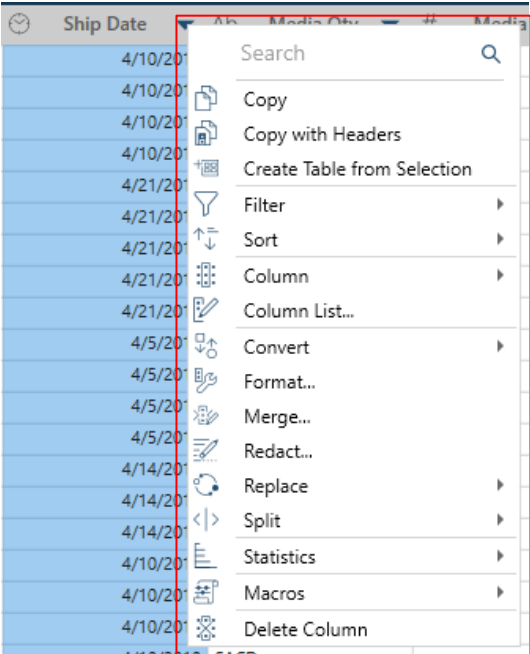 Ship Date Ab Media Qty # Media
4/10/201 Search
4/10/201 Copy
4/10/201 Copy with Headers
4/10/201 Create Table from Selection
4/21/201 Filter
4/21/201
4/21/201 Sort
4/21/201 Column
4/21/201 Column List...
4/5/201 Convert
4/5/201 Format...
4/5/201 Merge...
4/5/201 Redact...
4/14/201
4/14/201 Replace
4/14/201 Split
4/10/201 Statistics
4/10/201 Macros
4/10/201 Delete Column